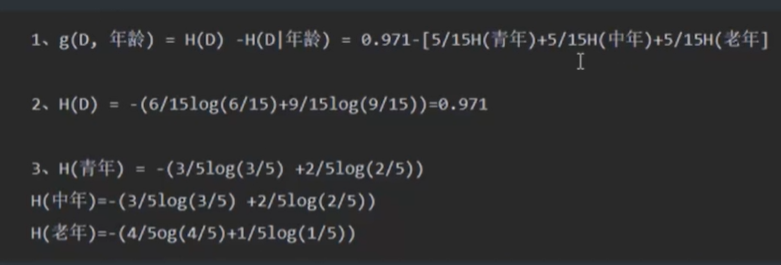 1、g(D, 年龄) = H(D) -H(D|年龄) = 0.971-[5/15H(青年)+5/15H(中年)+5/15H(老年]
2、H(D) = -(6/15log(6/15)+9/15log(9/15))=0.971
3、H(青年) = -(3/5log(3/5) +2/5log(2/5))
H(中年)=-(3/5log(3/5) +2/5log(2/5))
H(老年)=-(4/5og(4/5)+1/5log(1/5))